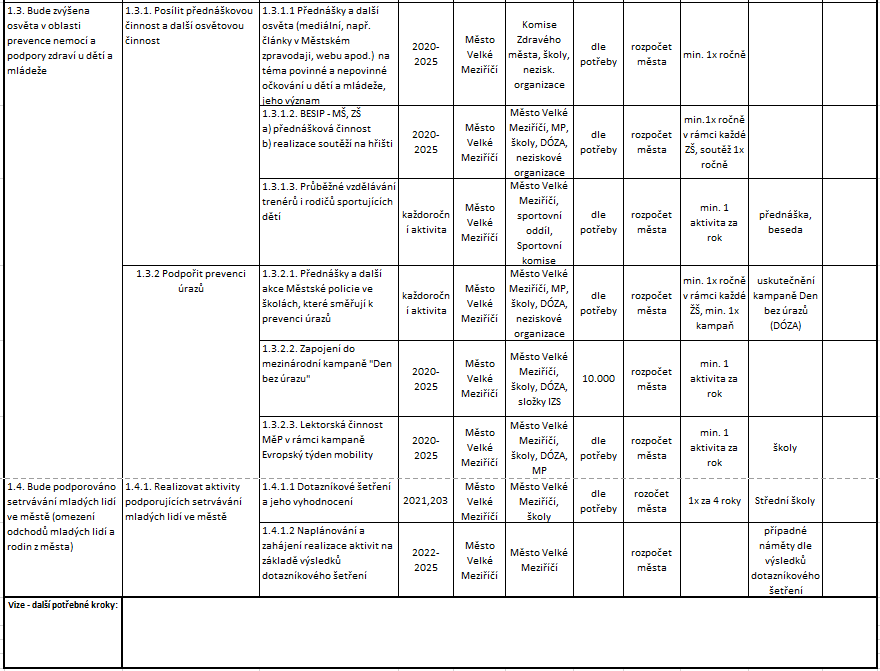 1.3. Bude zvýšena
osvěta v oblasti
prevence nemocí a
podpory zdraví u dětí a
mládeže
1.3.1. Posílit přednáškovou
činnost a další osvětovou
činnost
1.3.1.1 Přednášky a další
osvěta (mediální, např.
články v Městském
zpravodaji, webu apod.) na
téma povinné a nepovinné
očkování u dětí a mládeže,
jeho význam
2020-
2025
Město
Velké
Meziříčí
Komise
Zdravého
města, školy,
nezisk.
organizace
dle
potřeby
rozpočet
města
min. 1x ročně
1.3.1.2. BESIP - MŠ, ZŠ
a) přednášková činnost
b) realizace soutěží na hřišti
2020-
2025
Město
Velké
Meziříčí
Město Velké
Meziříčí, MP,
školy, DÓZA,
neziskové
organizace
dle
potřeby
rozpočet
města
min.1x ročně
v rámci každé
ZŠ, soutěž 1x
ročně
1.3.1.3. Průběžné vzdělávání
trenérů i rodičů sportujících
dětí
každoročn
í aktivita
Město
Velké
Meziříčí
Město Velké
Meziříčí,
sportovní
oddíl,
Sportovní
komise
dle
potřeby
rozpočet
města
min. 1
aktivita za
rok
přednáška,
beseda
1.3.2 Podpořit prevenci
úrazů
1.3.2.1. Přednášky a další
akce Městské policie ve
školách, které směřují k
prevenci úrazů
každoročn
í aktivita
Město
Velké
Meziříčí
Město Velké
Meziříčí, MP,
školy, DÓZA,
neziskové
organizace
dle
potřeby
rozpočet
města
min. 1x ročně
v rámci každé
ŽŠ, min. 1x
kampaň
uskutečnění
kampaně Den
bez úrazů
(DÓZA)
1.3.2.2. Zapojení do
mezinárodní kampaně "Den
bez úrazu"
2020-
2025
Město
Velké
Meziříčí
Město Velké
Meziříčí,
školy, DÓZA,
složky IZS
10.000
rozpočet
města
min. 1
aktivita za
rok
1.3.2.3. Lektorská činnost
MěP v rámci kampaně
Evropský týden mobility
2020-
2025
Město
Velké
Meziříčí
Město Velké
Meziříčí,
školy, DÓZA,
MP
dle
potřeby
rozpočet
města
min. 1
aktivita za
rok
školy
1.4. Bude podporováno
setrvávání mladých lidí
ve městě (omezení
odchodů mladých lidí a
rodin z města)
1.4.1. Realizovat aktivity
podporujících setrvávání
mladých lidí ve městě
1.4.1.1 Dotazníkové šetření
a jeho vyhodnocení
2021,203
Město
Velké
Meziříčí
Město Velké
Meziříčí,
školy
dle
potřeby
rozočet
města
1x za 4 roky
Střední školy
1.4.1.2 Naplánování a
zahájení realizace aktivit na
základě výsledků
dotazníkového šetření
2022-
2025
Město
Velké
Meziříčí
Město Velké
Meziříčí
rozpočet
města
případné
náměty dle
výsledků
dotazníkového
šetření
Vize - další potřebné kroky: